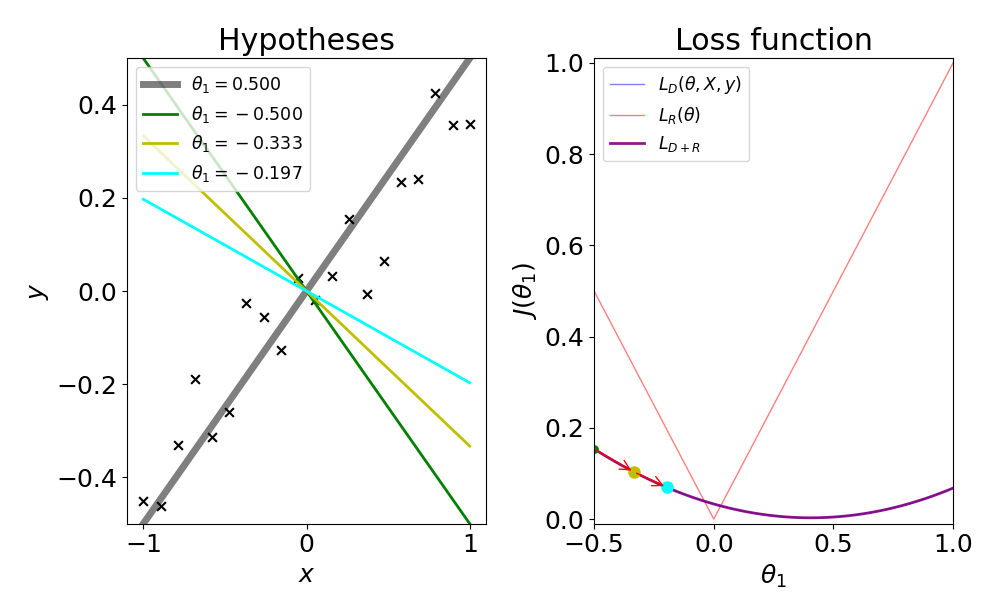 Hypotheses
θ₁ = 0.500
θ₁ = −0.500
θ₁ = −0.333
θ₁ = −0.197
0.4
0.2
0.0
−0.2
−0.4
y
−1
0
1
x
Loss function
L_D(θ, X, y)
L_R(θ)
L_{D+R}
1.0
0.8
0.6
0.4
0.2
0.0
J(θ₁)
−0.5
0.0
0.5
1.0
θ₁